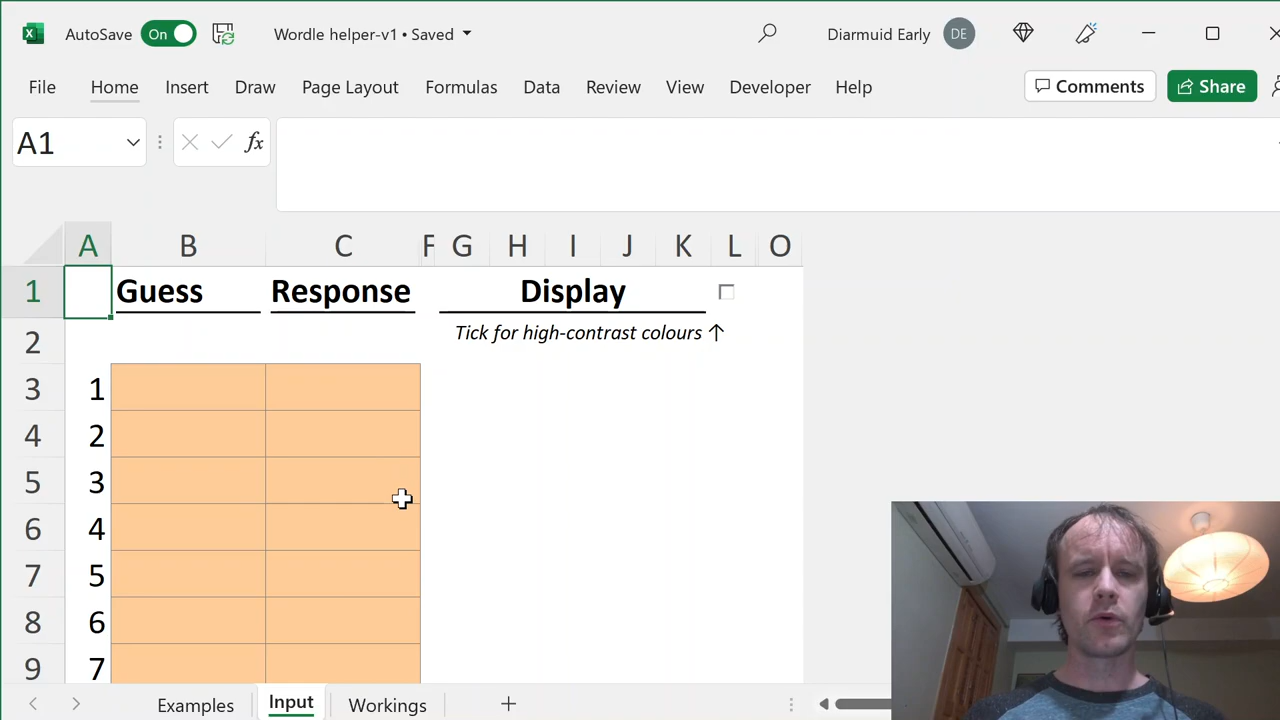 AutoSave On Wordle helper-v1 • Saved Diarmuid Early DE
File Home Insert Draw Page Layout Formulas Data Review View Developer Help Comments Share
A1 fx
A B C F G H I J K L O
1 Guess Response Display
2 Tick for high-contrast colours ↑
3 1
4 2
5 3
6 4
7 5
8 6
9 7
Examples Input Workings